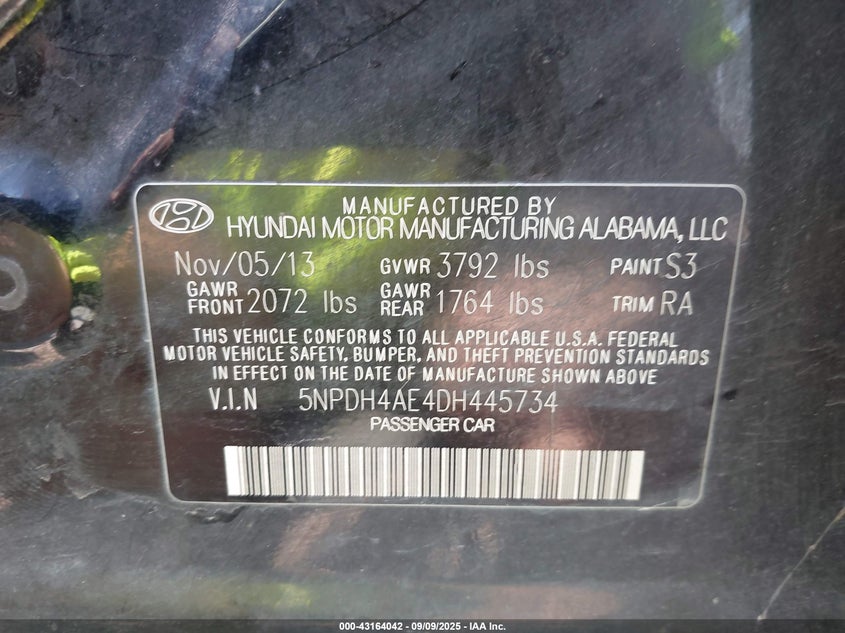 MANUFACTURED BY
HYUNDAI MOTOR MANUFACTURING ALABAMA, LLC
Nov/05/13 GVWR 3792 lbs PAINT S3
GAWR FRONT 2072 lbs GAWR REAR 1764 lbs TRIM RA
THIS VEHICLE CONFORMS TO ALL APPLICABLE U.S.A. FEDERAL
MOTOR VEHICLE SAFETY, BUMPER, AND THEFT PREVENTION STANDARDS
IN EFFECT ON THE DATE OF MANUFACTURE SHOWN ABOVE
V.I.N 5NPDH4AE4DH445734
PASSENGER CAR
000-43164042 - 09/09/2025 - IAA Inc.